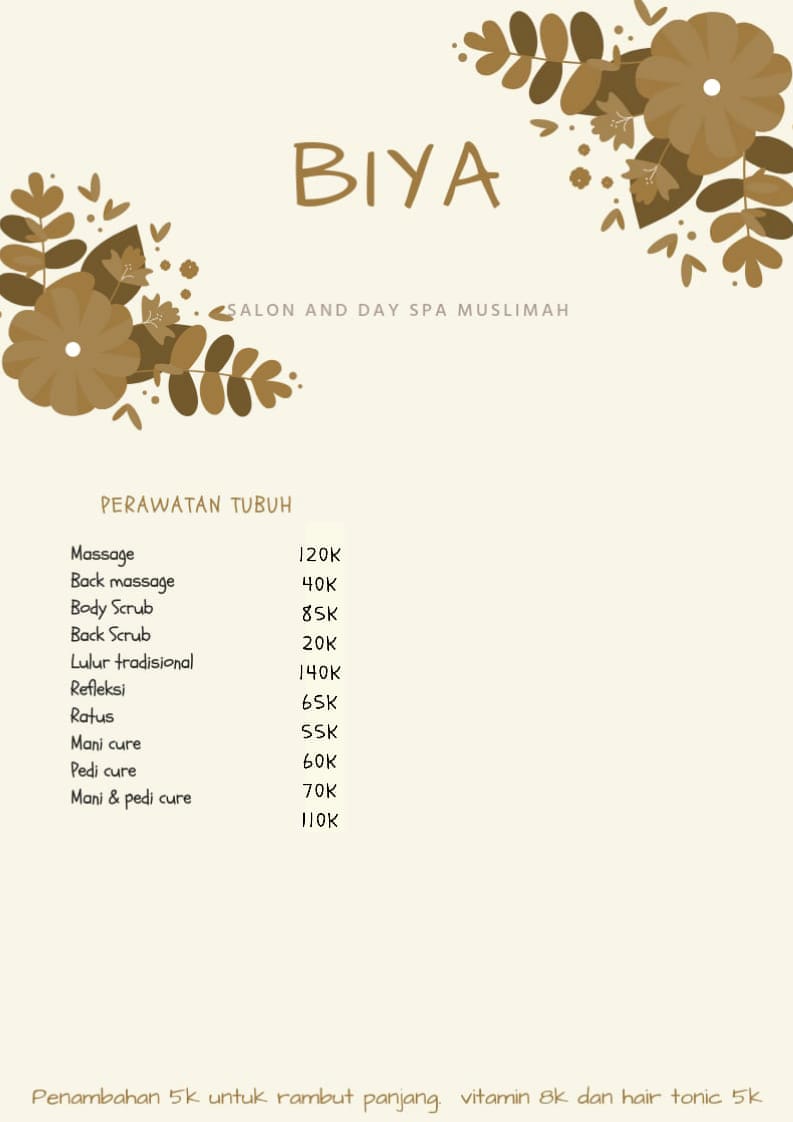 BIYA
SALON AND DAY SPA MUSLIMAH
PERAWATAN TUBUH
Massage 120K
Back massage 40K
Body Scrub 85K
Back Scrub 20K
Lulur tradisional 140K
Refleksi 65K
Ratus 55K
Mani cure 60K
Pedi cure 70K
Mani & pedi cure 110K
Penambahan 5k untuk rambut panjang. vitamin 8k dan hair tonic 5k